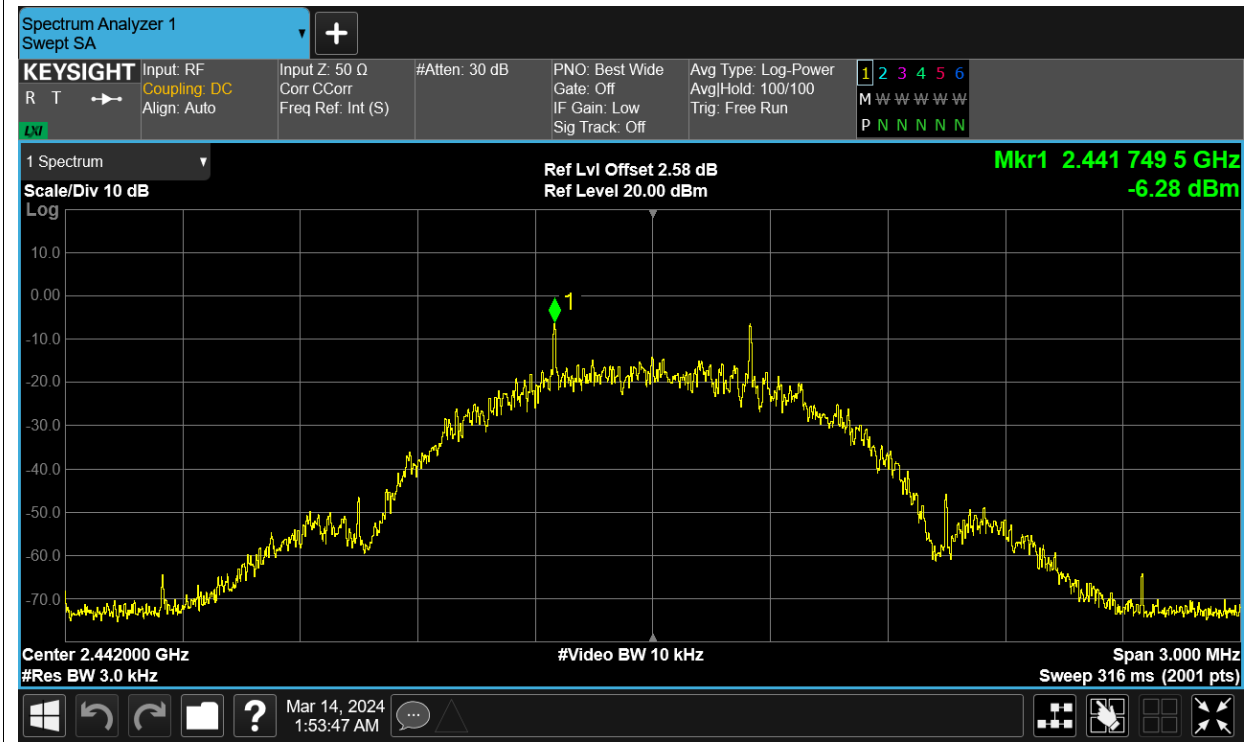 Spectrum Analyzer 1
Swept SA
KEYSIGHT
R T
LXI
Input: RF
Coupling: DC
Align: Auto
Input Z: 50 Ω
Corr CCorr
Freq Ref: Int (S)
#Atten: 30 dB
PNO: Best Wide
Gate: Off
IF Gain: Low
Sig Track: Off
Avg Type: Log-Power
Avg|Hold: 100/100
Trig: Free Run
1 2 3 4 5 6
M W W W W W
P N N N N N
1 Spectrum
Scale/Div 10 dB
Log
Ref Lvl Offset 2.58 dB
Ref Level 20.00 dBm
Mkr1 2.441 749 5 GHz
-6.28 dBm
10.0
0.00
-10.0
-20.0
-30.0
-40.0
-50.0
-60.0
-70.0
1
Center 2.442000 GHz
#Res BW 3.0 kHz
#Video BW 10 kHz
Span 3.000 MHz
Sweep 316 ms (2001 pts)
?
Mar 14, 2024
1:53:47 AM